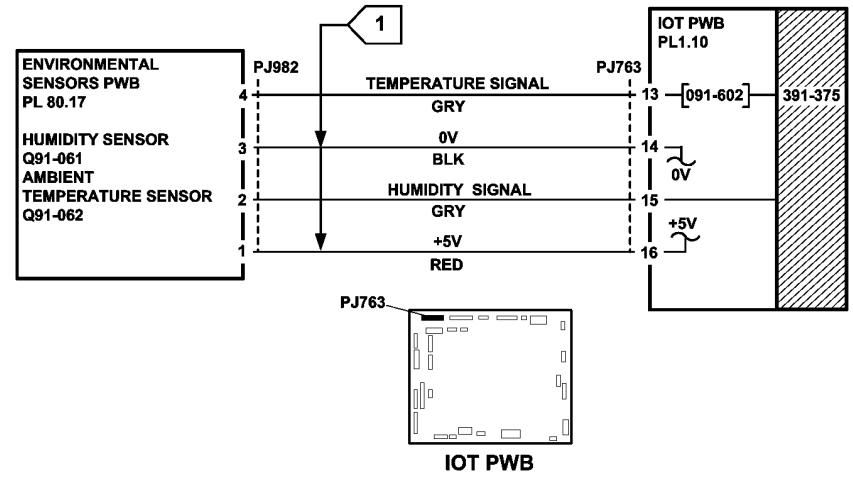 1
IOT PWB
PL1.10
ENVIRONMENTAL
SENSORS PWB
PL 80.17
PJ982
PJ763
4
TEMPERATURE SIGNAL
GRY
13
[091-602]
391-375
HUMIDITY SENSOR
Q91-061
3
0V
BLK
14
0V
AMBIENT
TEMPERATURE SENSOR
Q91-062
2
HUMIDITY SIGNAL
GRY
15
+5V
1
+5V
RED
16
PJ763
IOT PWB